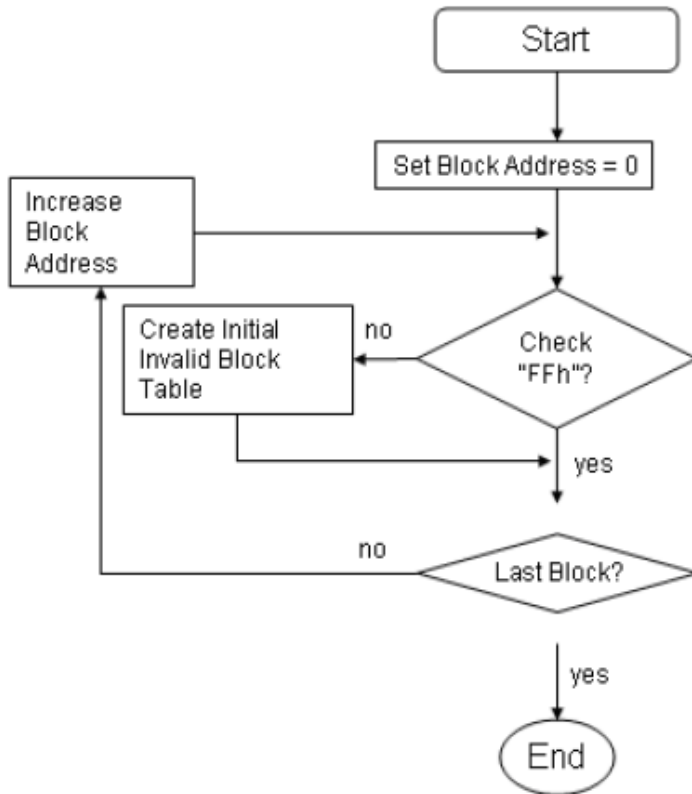 Start
Set Block Address = 0
Increase
Block
Address
Create Initial
Invalid Block
Table
no
Check
"FFh"?
yes
no
Last Block?
yes
End